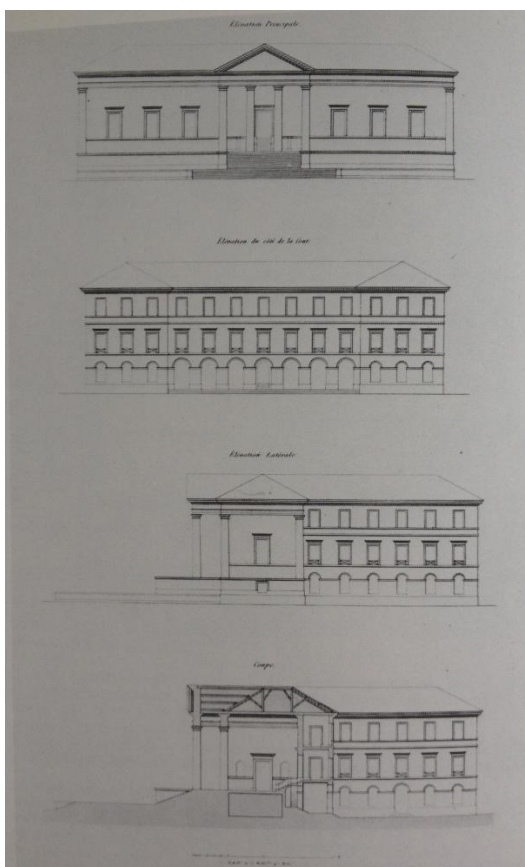 Elévation Principale.
Elévation du côté de la Cour.
Elévation Latérale.
Coupe.